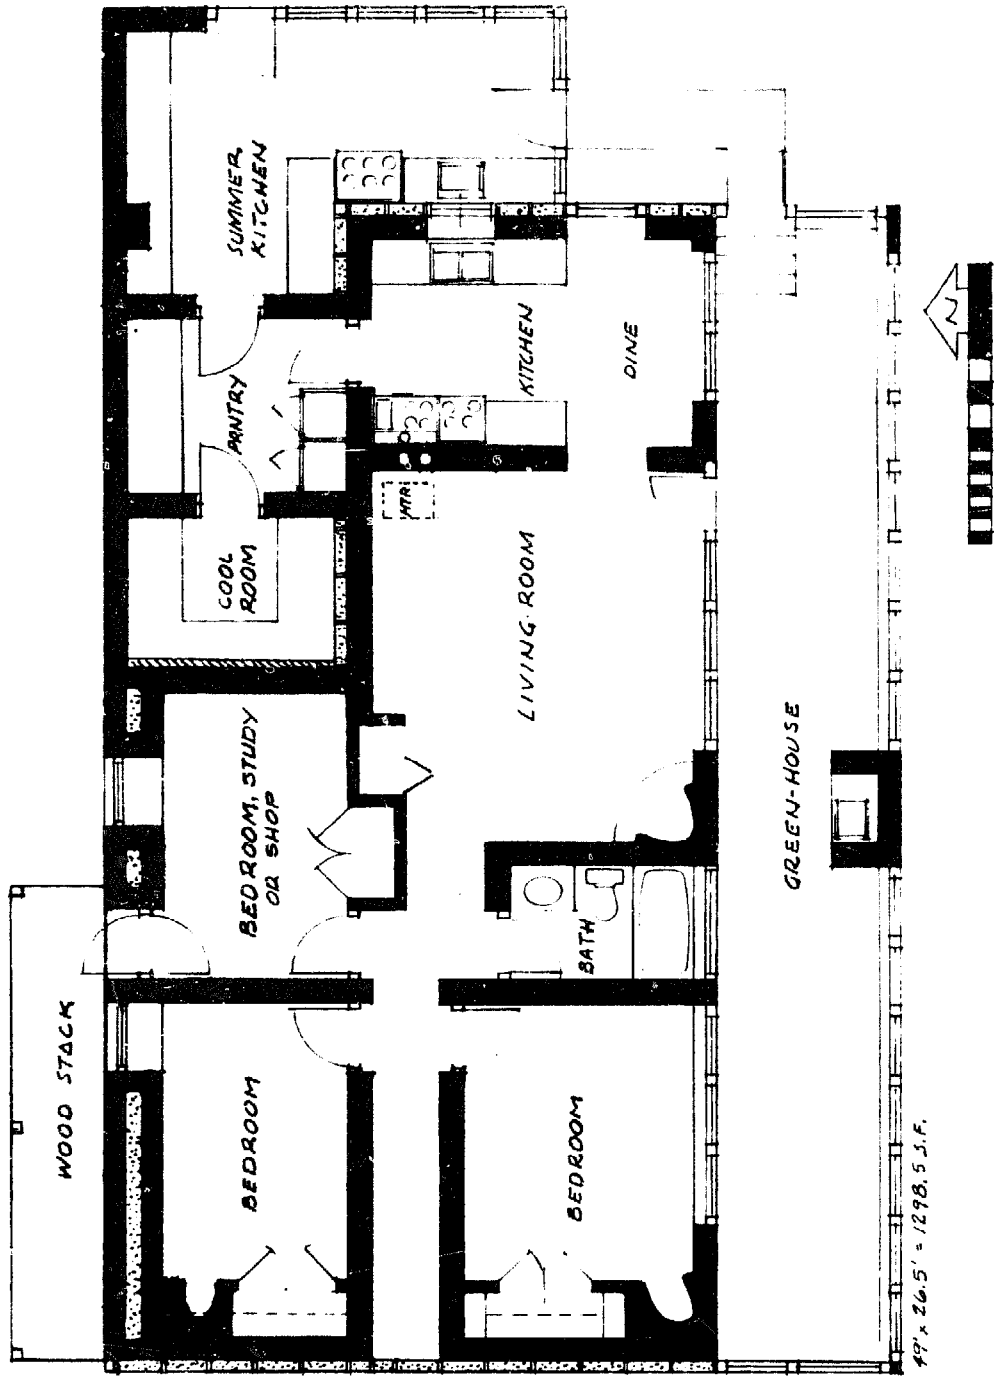 SUMMER
KITCHEN
PANTRY
KITCHEN
DINE
COOL
ROOM
HTR
LIVING ROOM
BEDROOM, STUDY
OR SHOP
GREEN-HOUSE
BATH
WOOD STACK
BEDROOM
BEDROOM
N
49' x 26.5' = 1298.5 S.F.